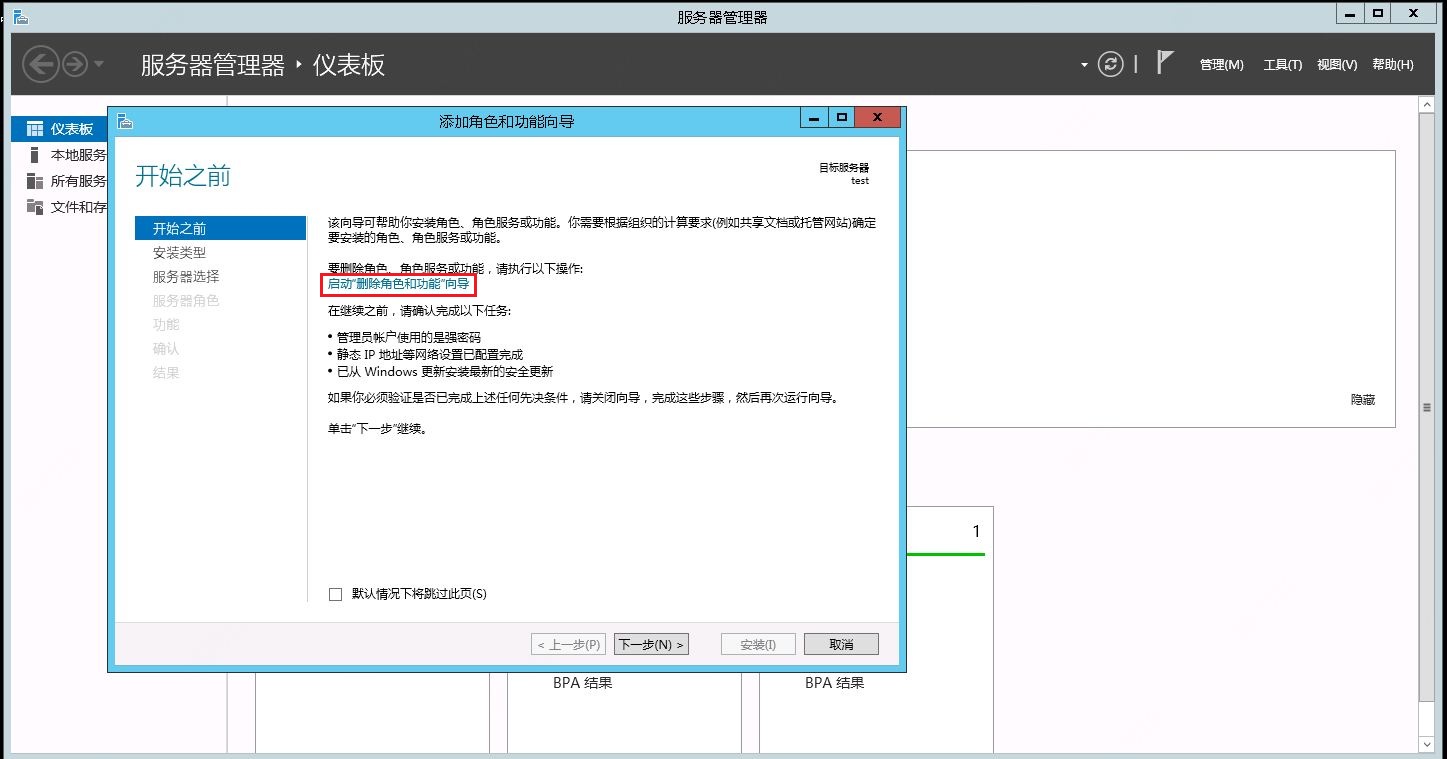 服务器管理器
服务器管理器 ‣ 仪表板
管理(M) 工具(T) 视图(V) 帮助(H)
仪表板
本地服务
所有服务
文件和存
添加角色和功能向导
开始之前
目标服务器
test
开始之前
安装类型
服务器选择
服务器角色
功能
确认
结果
该向导可帮助你安装角色、角色服务或功能。你需要根据组织的计算要求(例如共享文档或托管网站)确定
要安装的角色、角色服务或功能。
要删除角色、角色服务或功能，请执行以下操作:
启动“删除角色和功能”向导
在继续之前，请确认完成以下任务:
• 管理员帐户使用的是强密码
• 静态 IP 地址等网络设置已配置完成
• 已从 Windows 更新安装最新的安全更新
如果你必须验证是否已完成上述任何先决条件，请关闭向导，完成这些步骤，然后再次运行向导。
单击“下一步”继续。
默认情况下将跳过此页(S)
< 上一步(P) 下一步(N) > 安装(I) 取消
隐藏
1
BPA 结果
BPA 结果